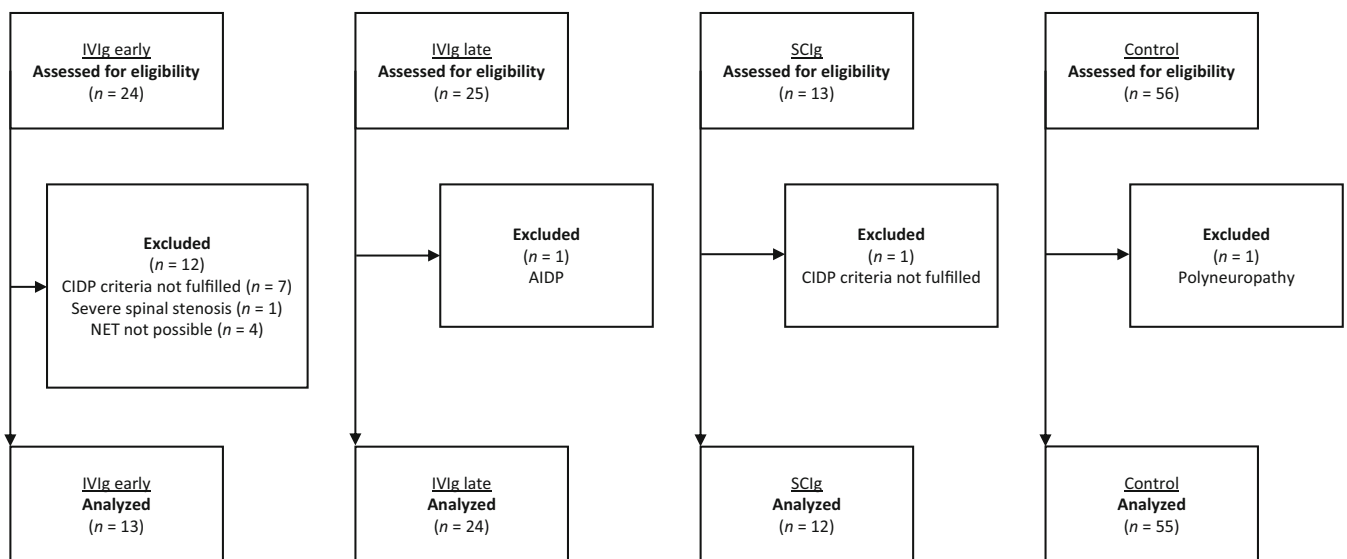 IVIg early
Assessed for eligibility
(n = 24)
IVIg late
Assessed for eligibility
(n = 25)
SCIg
Assessed for eligibility
(n = 13)
Control
Assessed for eligibility
(n = 56)
Excluded
(n = 12)
CIDP criteria not fulfilled (n = 7)
Severe spinal stenosis (n = 1)
NET not possible (n = 4)
Excluded
(n = 1)
AIDP
Excluded
(n = 1)
CIDP criteria not fulfilled
Excluded
(n = 1)
Polyneuropathy
IVIg early
Analyzed
(n = 13)
IVIg late
Analyzed
(n = 24)
SCIg
Analyzed
(n = 12)
Control
Analyzed
(n = 55)